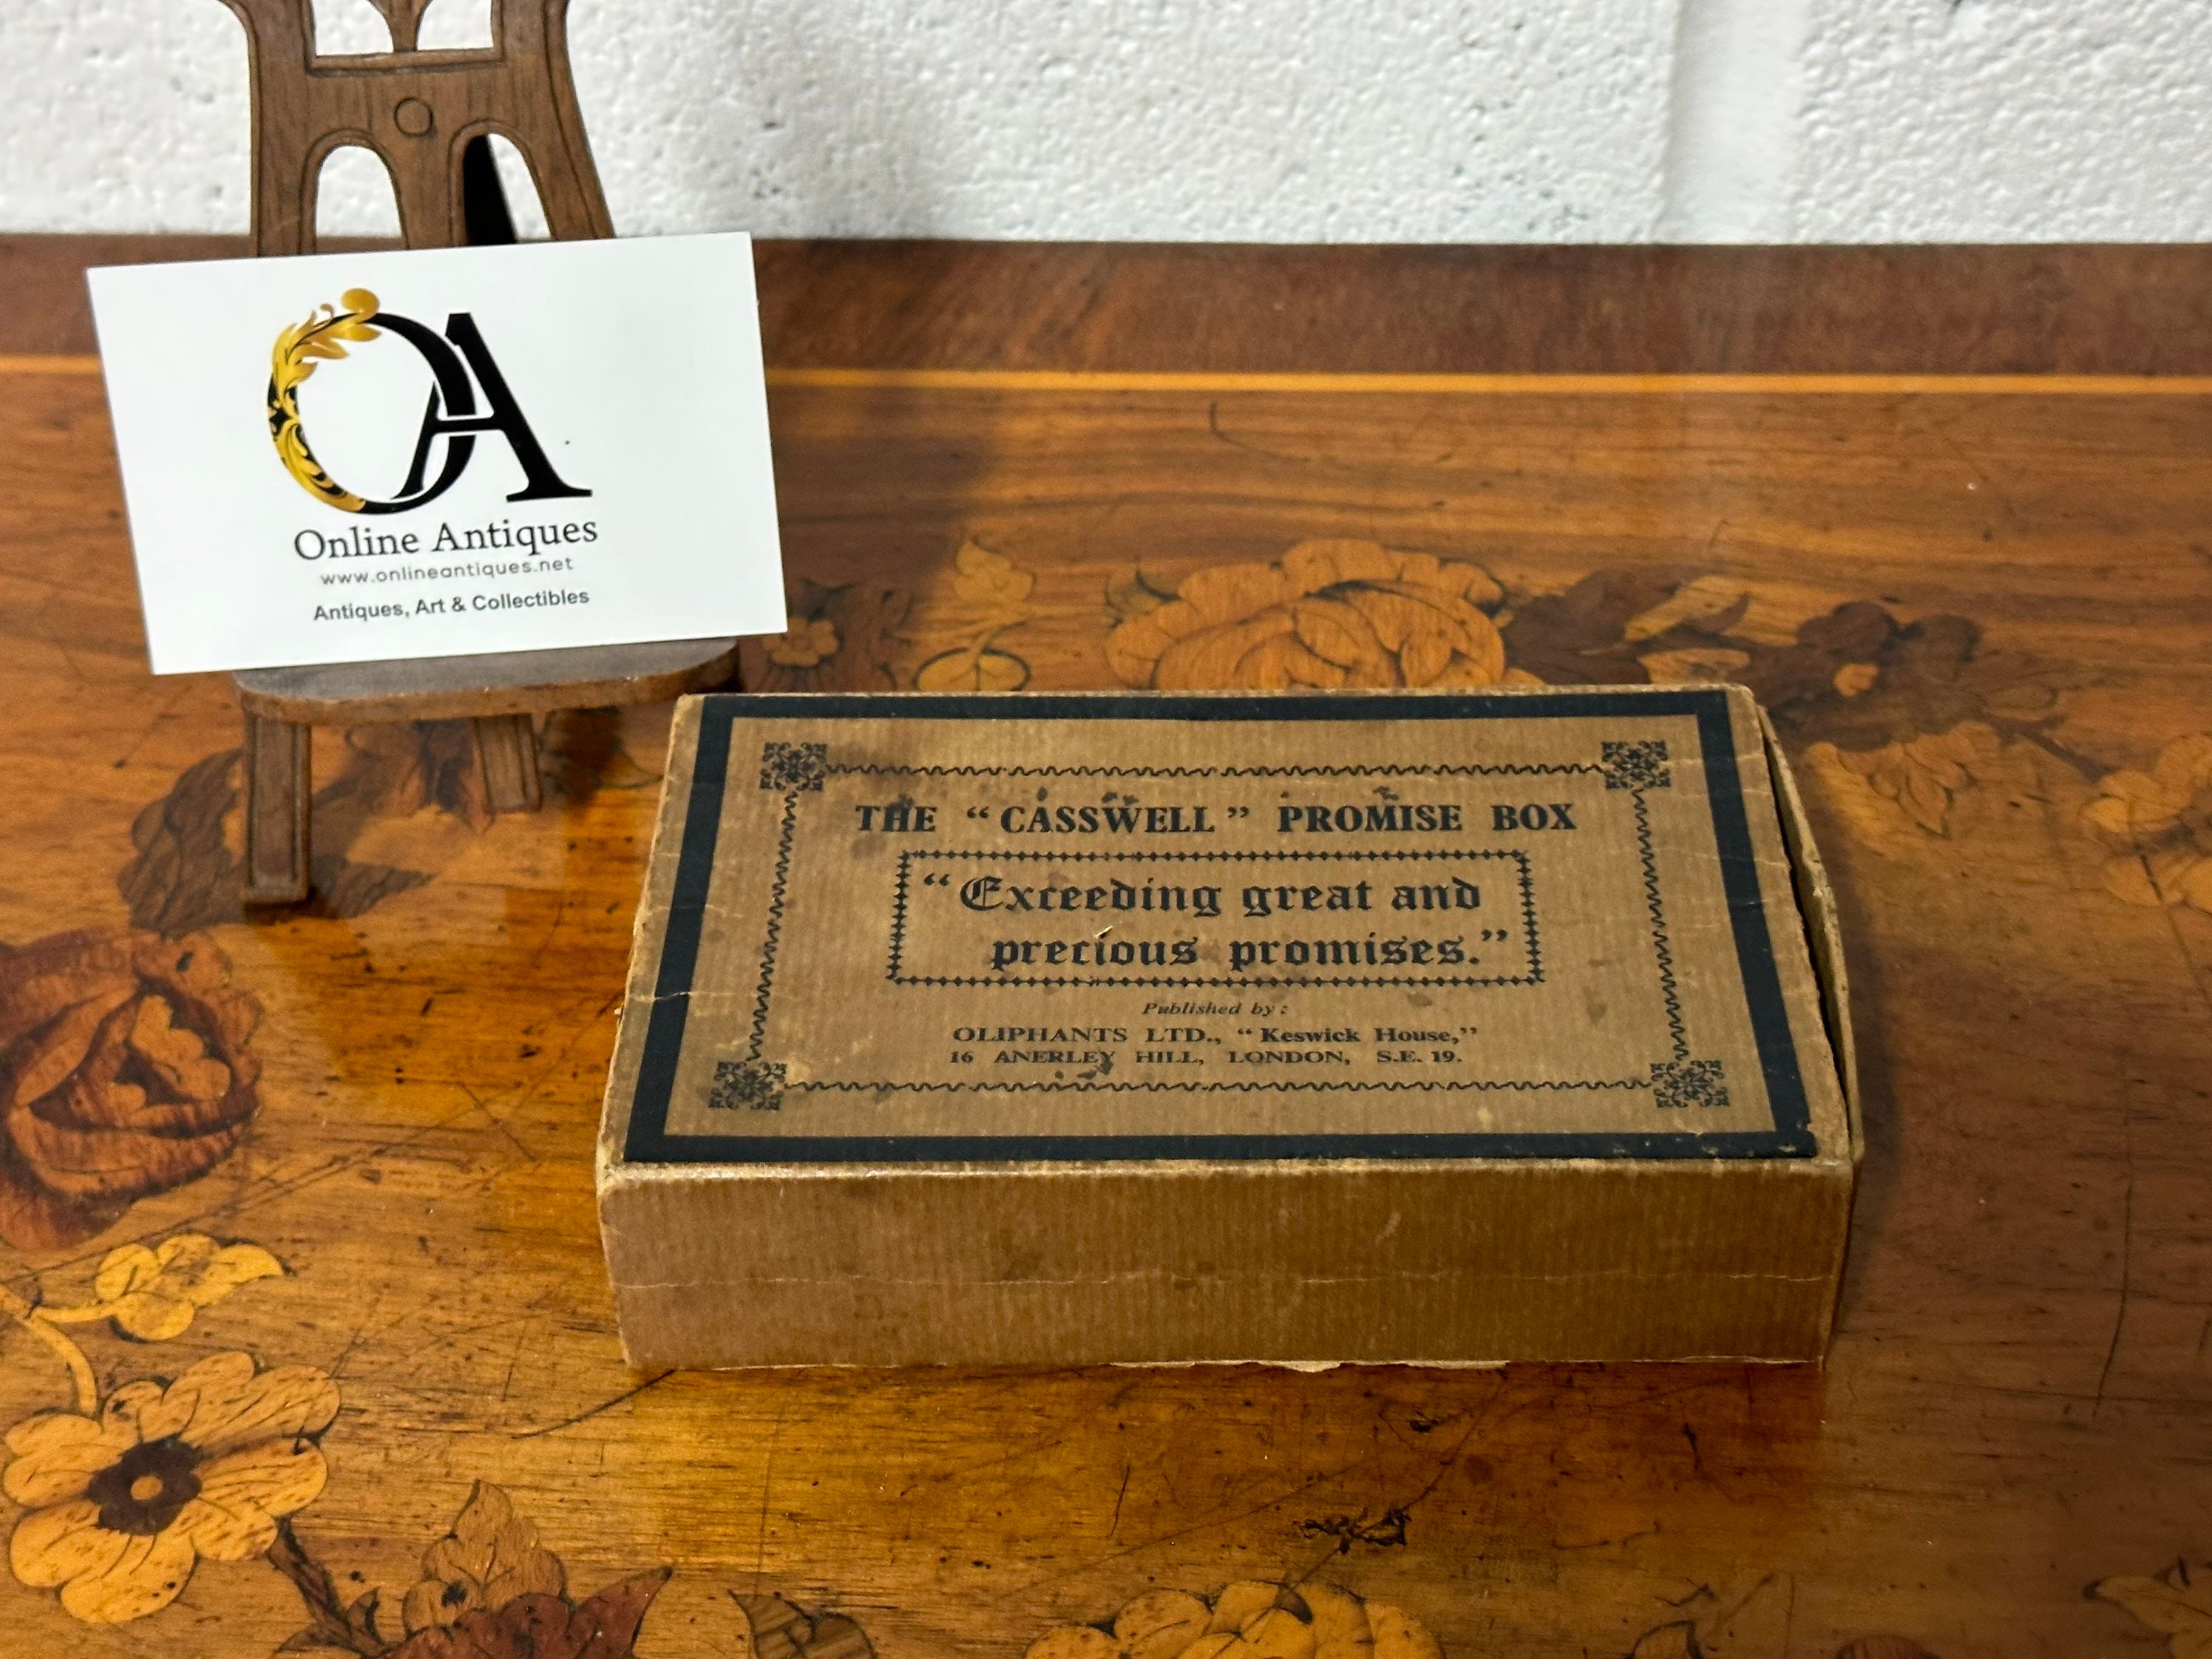 OA
Online Antiques
www.onlineantiques.net
Antiques, Art & Collectibles
THE “CASSWELL” PROMISE BOX
“Exceeding great and
precious promises.”
Published by:
OLIPHANTS LTD., “Keswick House,”
16 ANERLEY HILL, LONDON, S.E. 19.